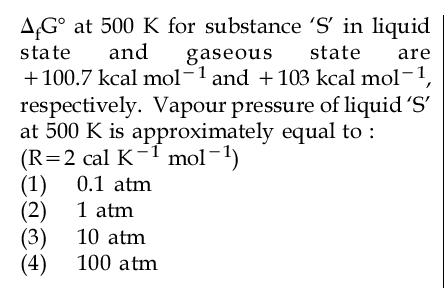 ΔfG° at 500 K for substance ‘S’ in liquid
state and gaseous state are
+100.7 kcal mol⁻¹ and +103 kcal mol⁻¹,
respectively. Vapour pressure of liquid ‘S’
at 500 K is approximately equal to :
(R=2 cal K⁻¹ mol⁻¹)
(1) 0.1 atm
(2) 1 atm
(3) 10 atm
(4) 100 atm